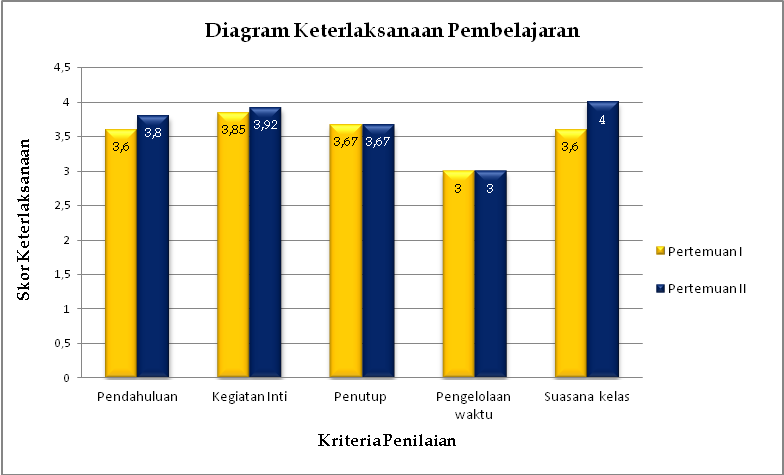 Diagram Keterlaksanaan Pembelajaran
Skor Keterlaksanaan
4,5
4
3,5
3
2,5
2
1,5
1
0,5
0
3,6
3,8
3,85
3,92
3,67
3,67
3
3
3,6
4
Pendahuluan
Kegiatan Inti
Penutup
Pengelolaan
waktu
Suasana kelas
Kriteria Penilaian
Pertemuan I
Pertemuan II